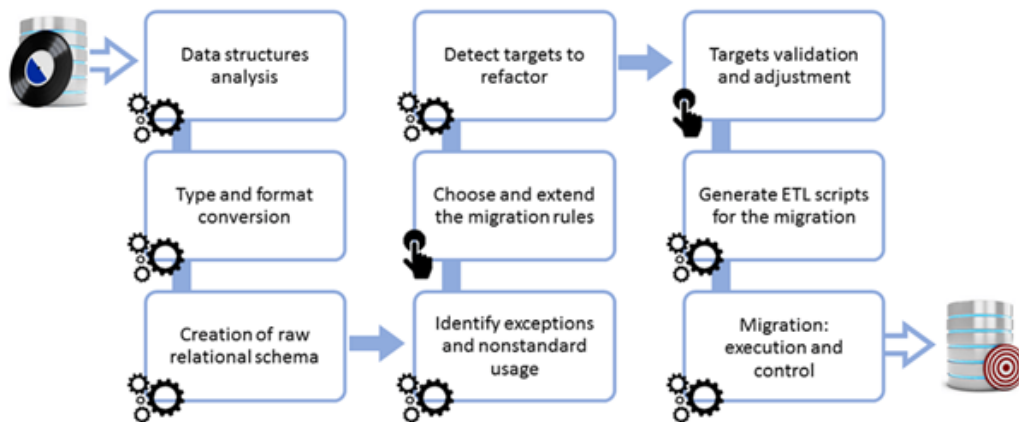 Data structures
analysis
Type and format
conversion
Creation of raw
relational schema
Identify exceptions
and nonstandard
usage
Choose and extend
the migration rules
Detect targets to
refactor
Targets validation
and adjustment
Generate ETL scripts
for the migration
Migration:
execution and
control